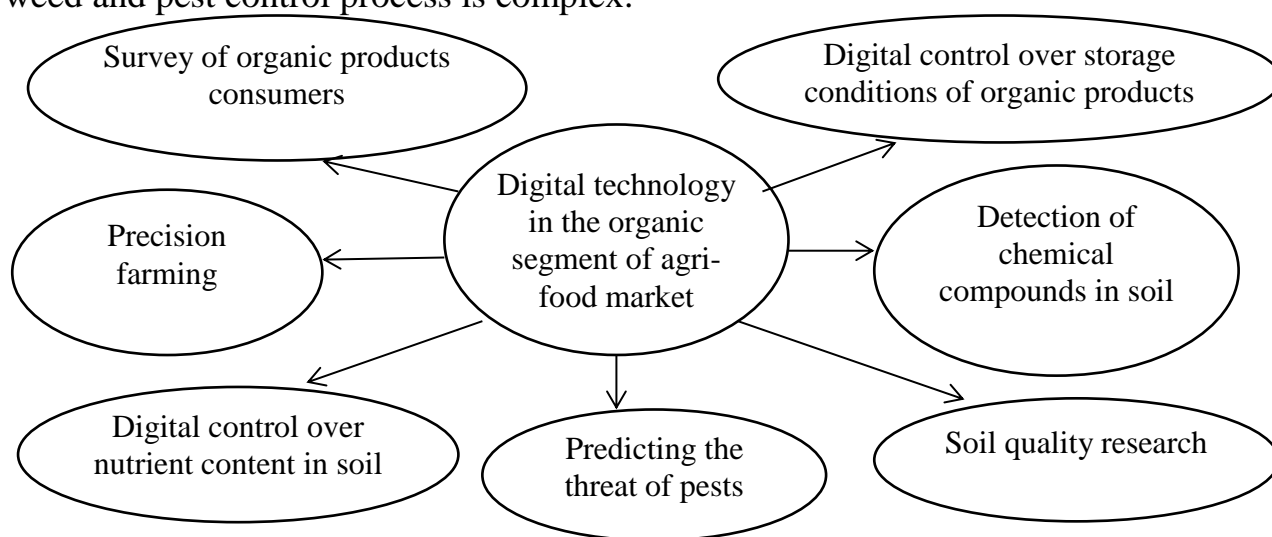 weed and pest control process is complex.
Survey of organic products
consumers
Digital control over storage
conditions of organic products
Digital technology
in the organic
segment of agri-
food market
Precision
farming
Detection of
chemical
compounds in soil
Digital control over
nutrient content in soil
Predicting the
threat of pests
Soil quality research